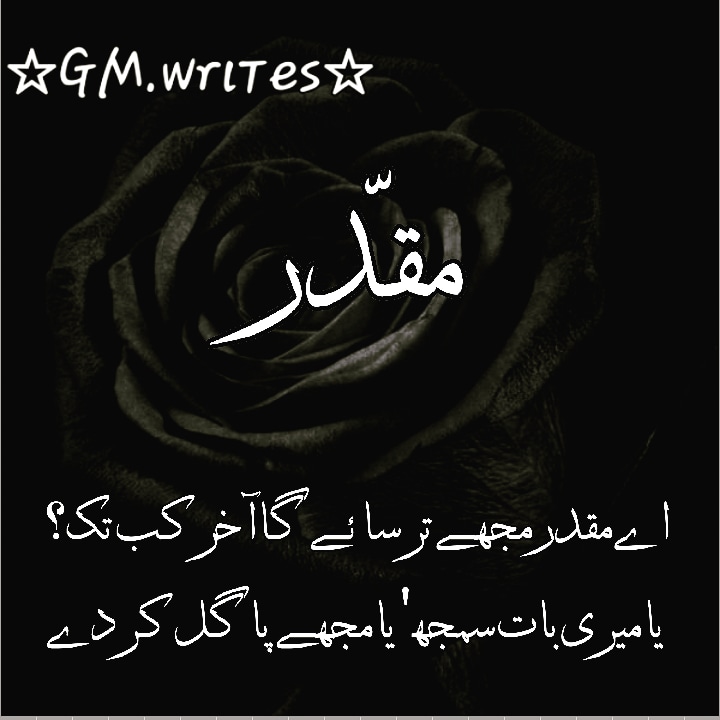 ☆GM.writes☆
مقدّر
اے مقدر مجھے ترسائے گا آخر کب تک؟
یا میری بات سمجھ' یا مجھے پاگل کر دے